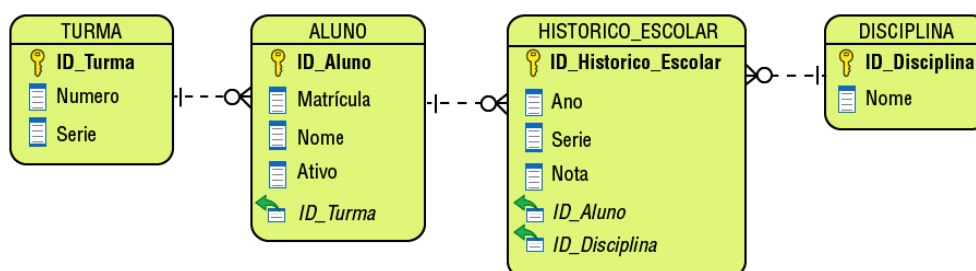 TURMA
ID_Turma
Numero
Serie
ALUNO
ID_Aluno
Matrícula
Nome
Ativo
ID_Turma
HISTORICO_ESCOLAR
ID_Historico_Escolar
Ano
Serie
Nota
ID_Aluno
ID_Disciplina
DISCIPLINA
ID_Disciplina
Nome